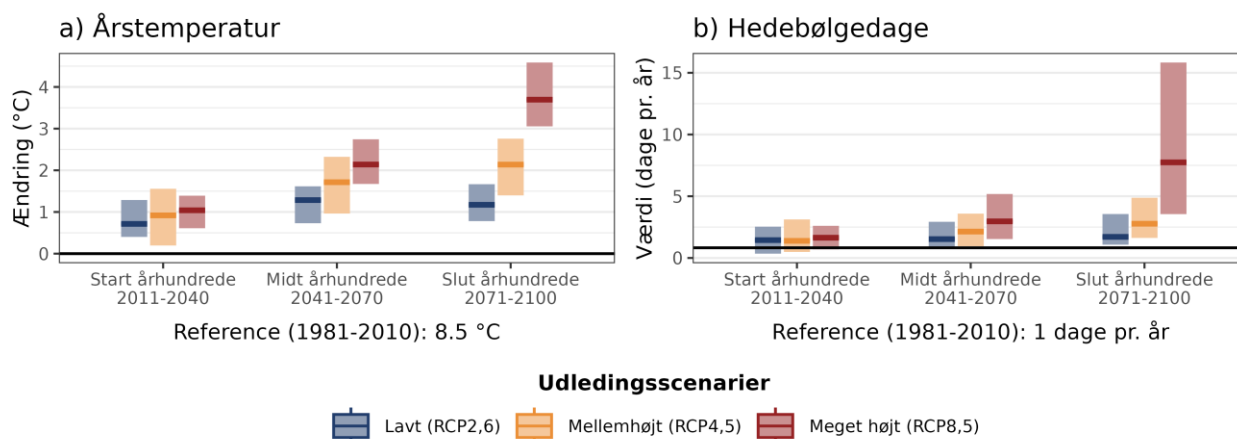 a) Årstemperatur
Ændring (°C)
4
3
2
1
0
Start århundrede
2011-2040
Midt århundrede
2041-2070
Slut århundrede
2071-2100
Reference (1981-2010): 8.5 °C
b) Hedebølgedage
Værdi (dage pr. år)
15
10
5
0
Start århundrede
2011-2040
Midt århundrede
2041-2070
Slut århundrede
2071-2100
Reference (1981-2010): 1 dage pr. år
Udledingsscenarier
Lavt (RCP2,6)
Mellemhøjt (RCP4,5)
Meget højt (RCP8,5)